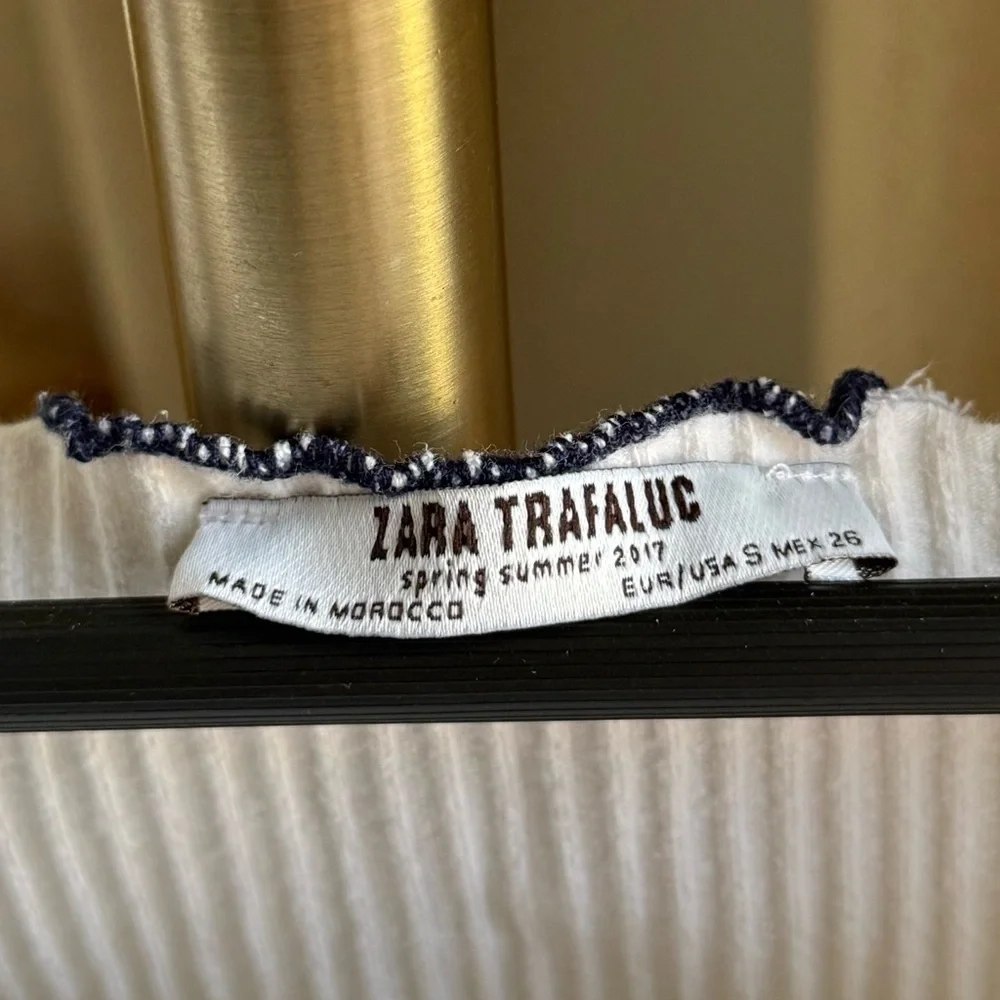 ZARA TRAFALUC
spring summer 2017
MADE IN MOROCCO
EUR/USA S MEX 26